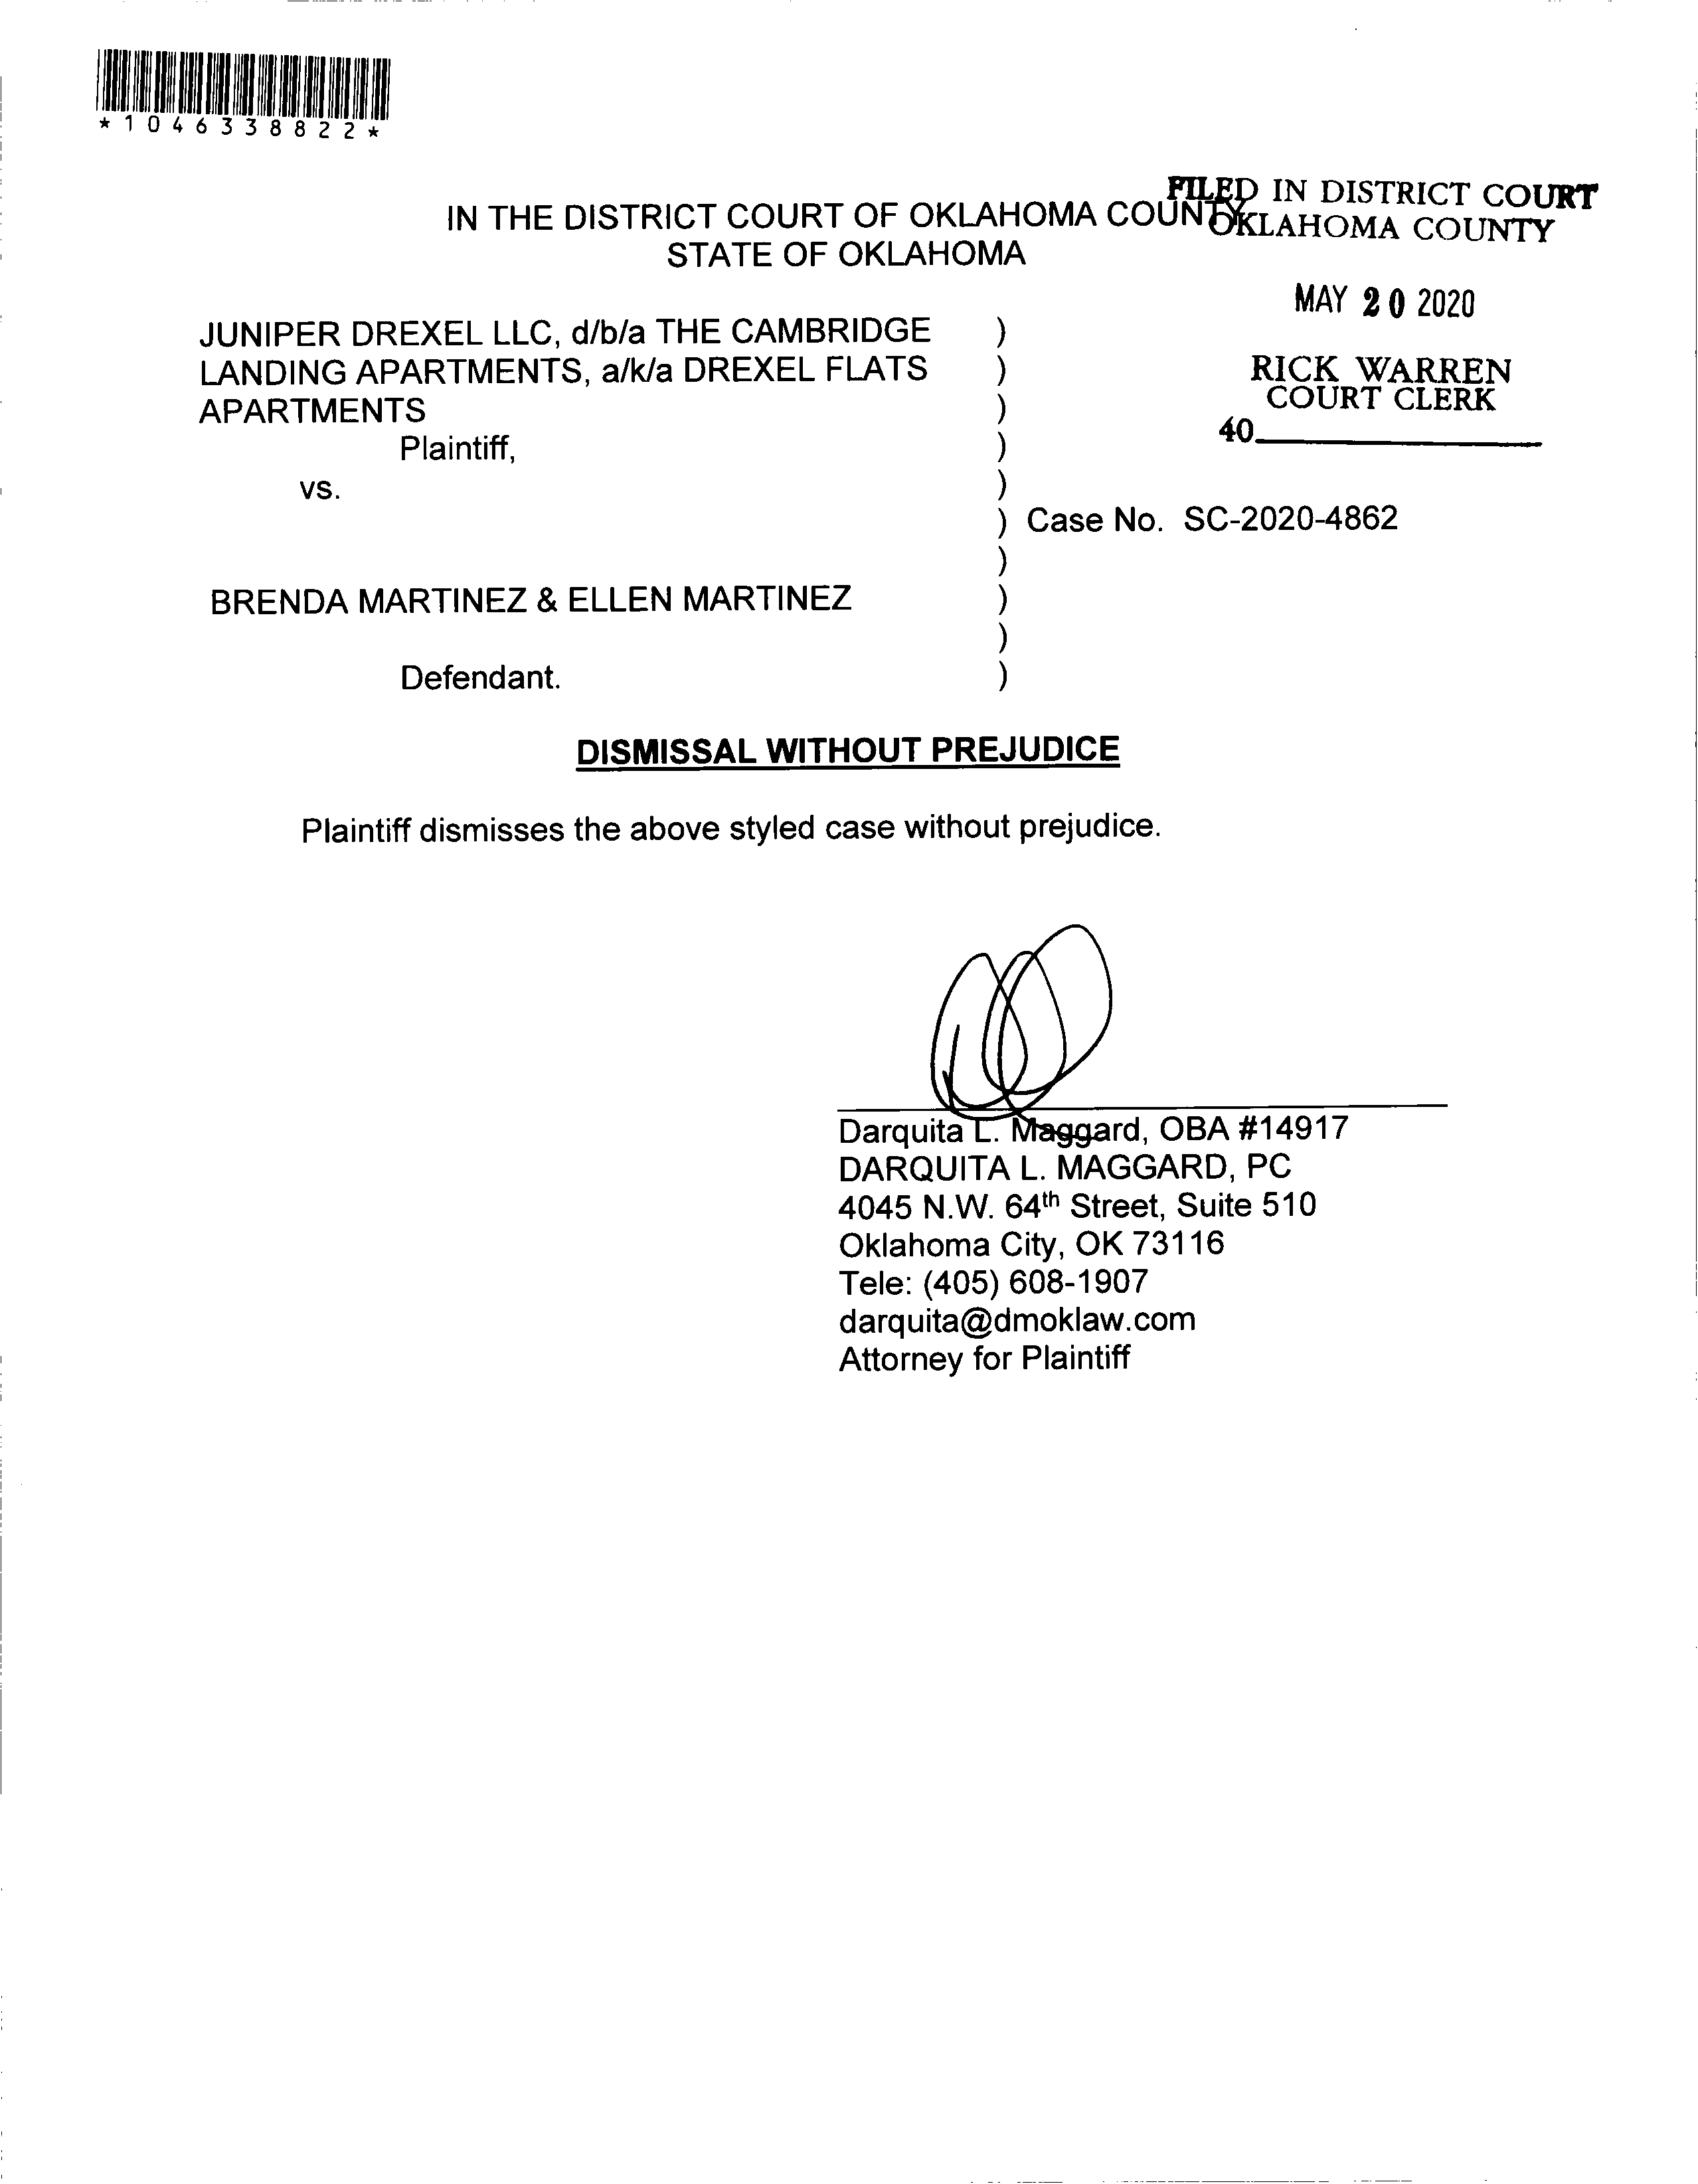 *1046338822*
FILED IN DISTRICT COURT
OKLAHOMA COUNTY
MAY 20 2020
RICK WARREN
COURT CLERK
40
IN THE DISTRICT COURT OF OKLAHOMA COUNTY
STATE OF OKLAHOMA
JUNIPER DREXEL LLC, d/b/a THE CAMBRIDGE )
LANDING APARTMENTS, a/k/a DREXEL FLATS )
APARTMENTS )
Plaintiff, )
vs. )
) Case No. SC-2020-4862
)
BRENDA MARTINEZ & ELLEN MARTINEZ )
)
Defendant. )
DISMISSAL WITHOUT PREJUDICE
Plaintiff dismisses the above styled case without prejudice.
Darquita L. Maggard, OBA #14917
DARQUITA L. MAGGARD, PC
4045 N.W. 64th Street, Suite 510
Oklahoma City, OK 73116
Tele: (405) 608-1907
darquita@dmoklaw.com
Attorney for Plaintiff